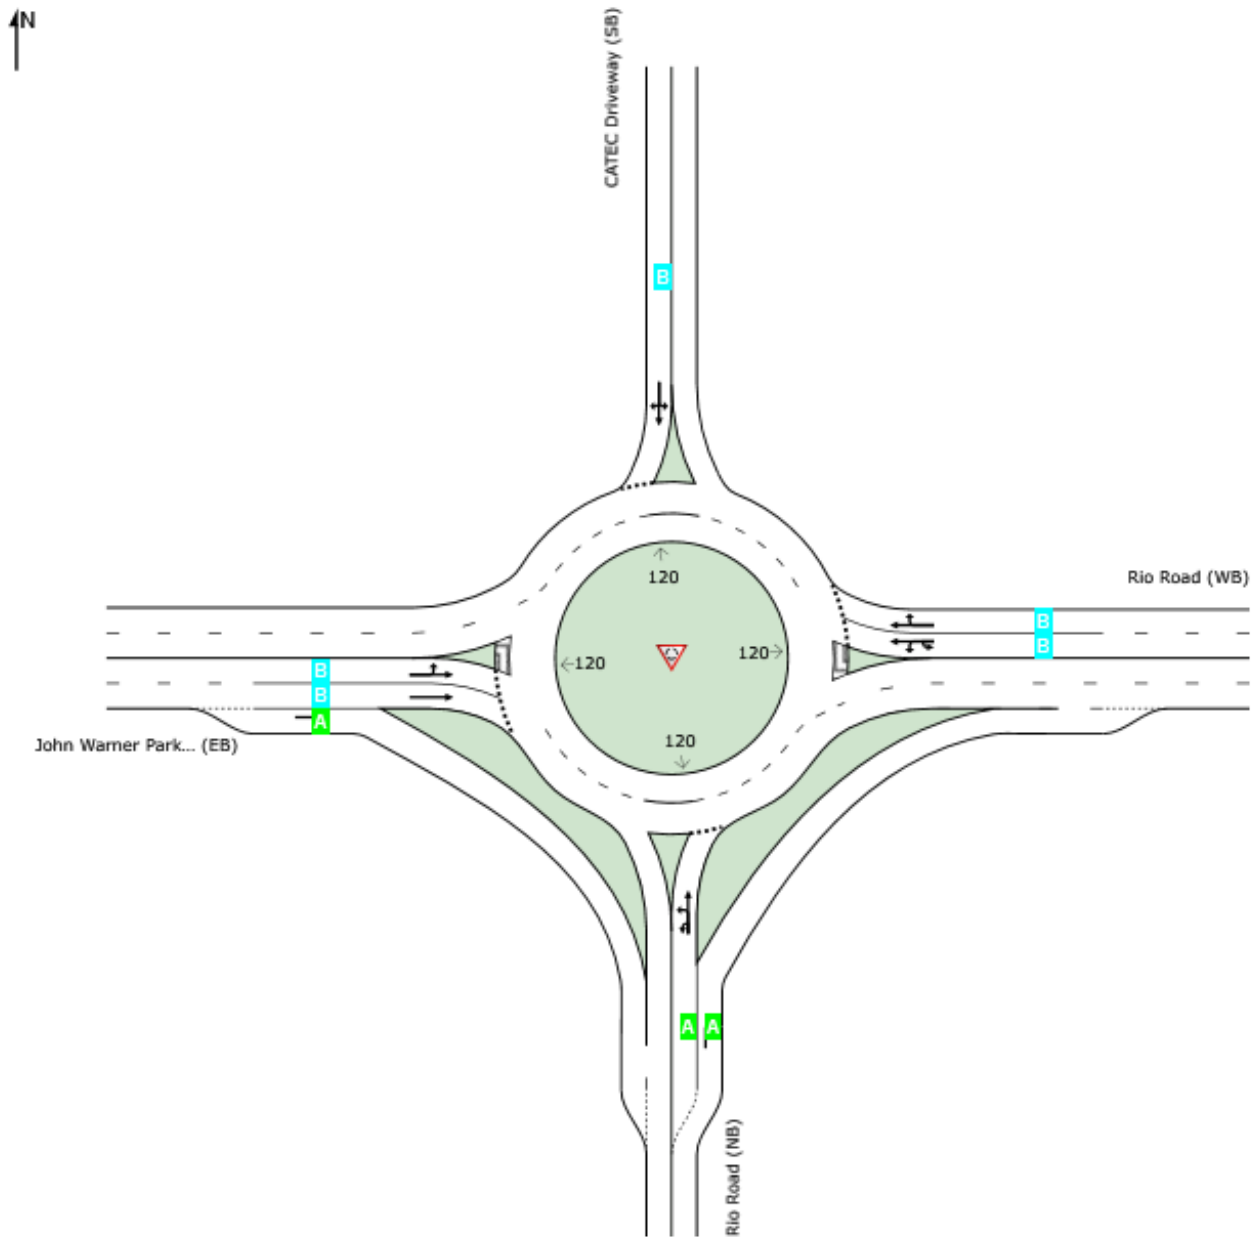 N
CATEC Driveway (SB)
B
Rio Road (WB)
120
B
B
120
120
B
B
A
120
John Warner Park... (EB)
A A
Rio Road (NB)